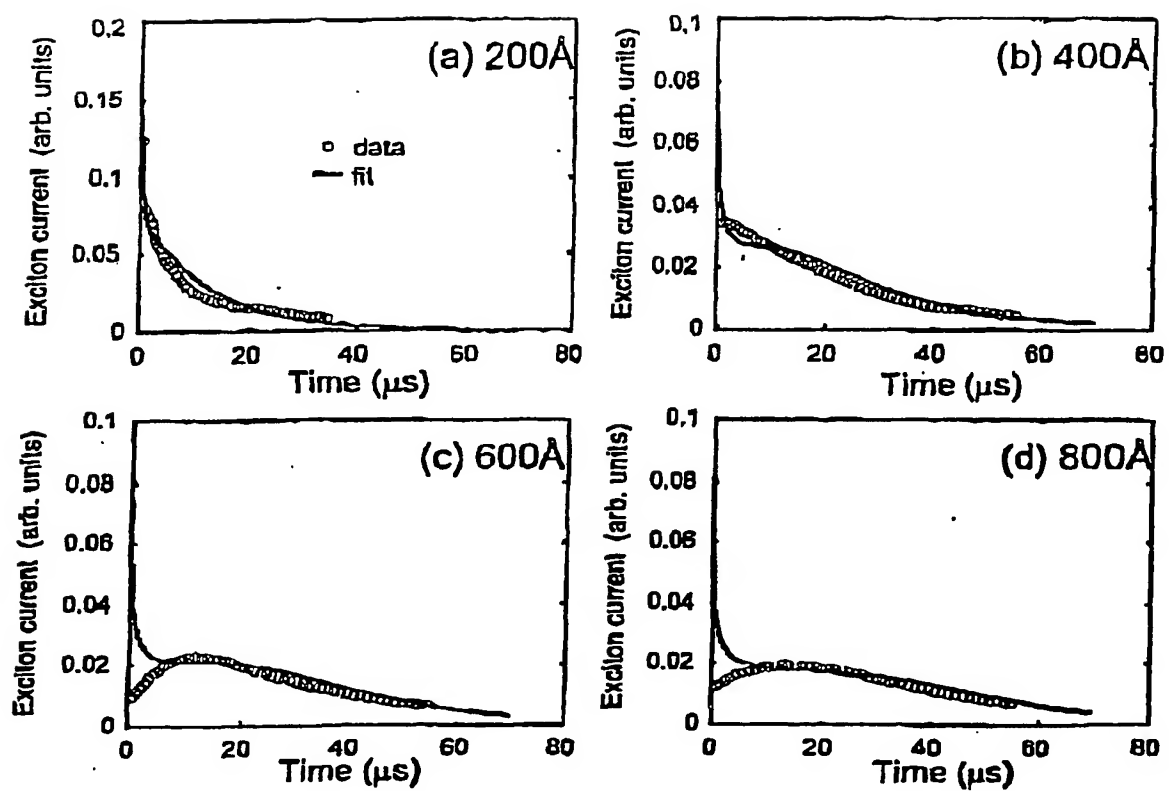 (a) 200Å
Exciton current (arb. units)
0.2
0.15
0.1
0.05
0
data
fit
0 20 40 60 80
Time (µs)
(b) 400Å
Exciton current (arb. units)
0.1
0.08
0.06
0.04
0.02
0
0 20 40 60 80
Time (µs)
(c) 600Å
Exciton current (arb. units)
0.1
0.08
0.06
0.04
0.02
0
0 20 40 60 80
Time (µs)
(d) 800Å
Exciton current (arb. units)
0.1
0.08
0.06
0.04
0.02
0
0 20 40 60 80
Time (µs)